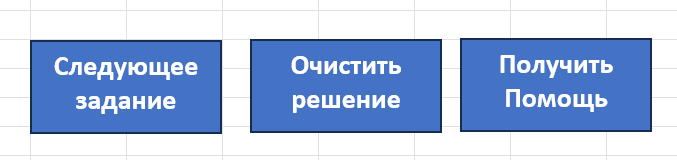 Следующее
задание
Очистить
решение
Получить
Помощь